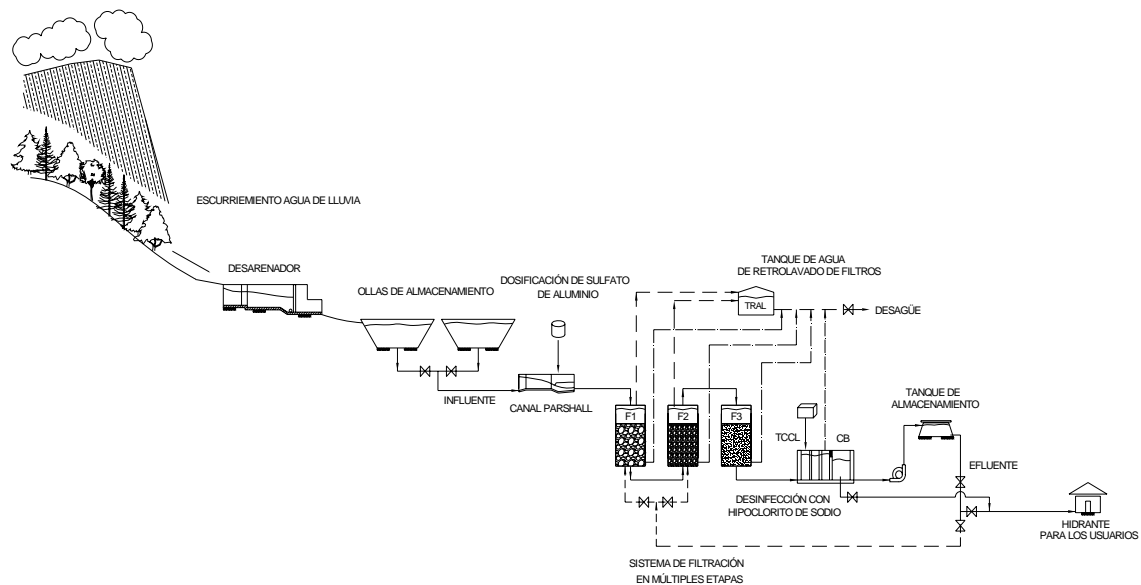 ESCURRIEMIENTO AGUA DE LLUVIA
DESARENADOR
OLLAS DE ALMACENAMIENTO
DOSIFICACIÓN DE SULFATO
DE ALUMINIO
TANQUE DE AGUA
DE RETROLAVADO DE FILTROS
TRAL
DESAGÜE
INFLUENTE
CANAL PARSHALL
F1
F2
F3
TCCL
CB
TANQUE DE
ALMACENAMIENTO
EFLUENTE
DESINFECCIÓN CON
HIPOCLORITO DE SODIO
HIDRANTE
PARA LOS USUARIOS
SISTEMA DE FILTRACIÓN
EN MÚLTIPLES ETAPAS